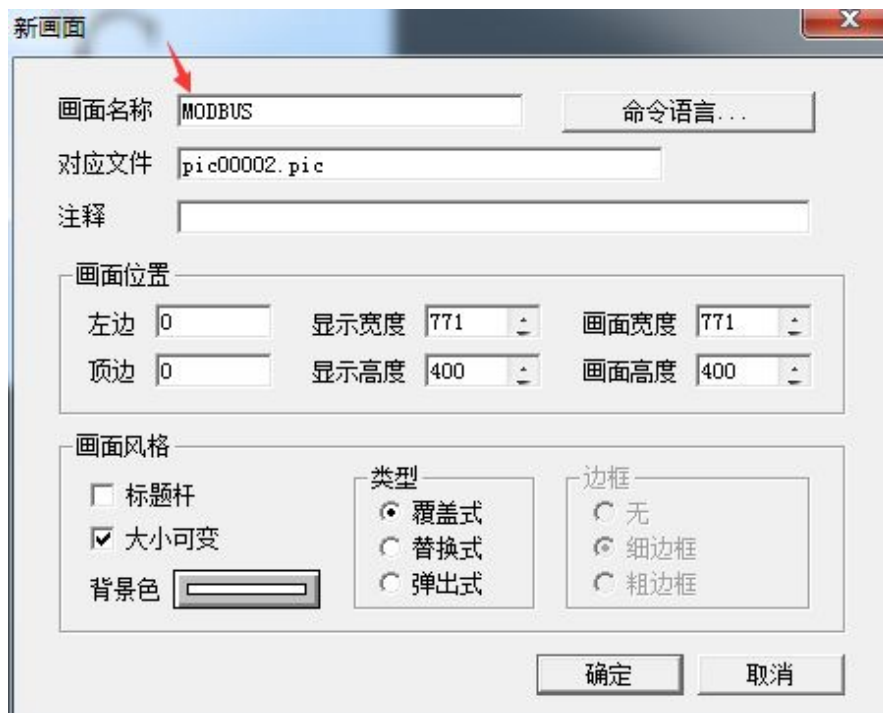 新画面
画面名称 MODBUS 命令语言...
对应文件 pic00002.pic
注释
画面位置
左边 0 显示宽度 771 画面宽度 771
顶边 0 显示高度 400 画面高度 400
画面风格
标题杆
大小可变
背景色
类型
覆盖式
替换式
弹出式
边框
无
细边框
粗边框
确定 取消